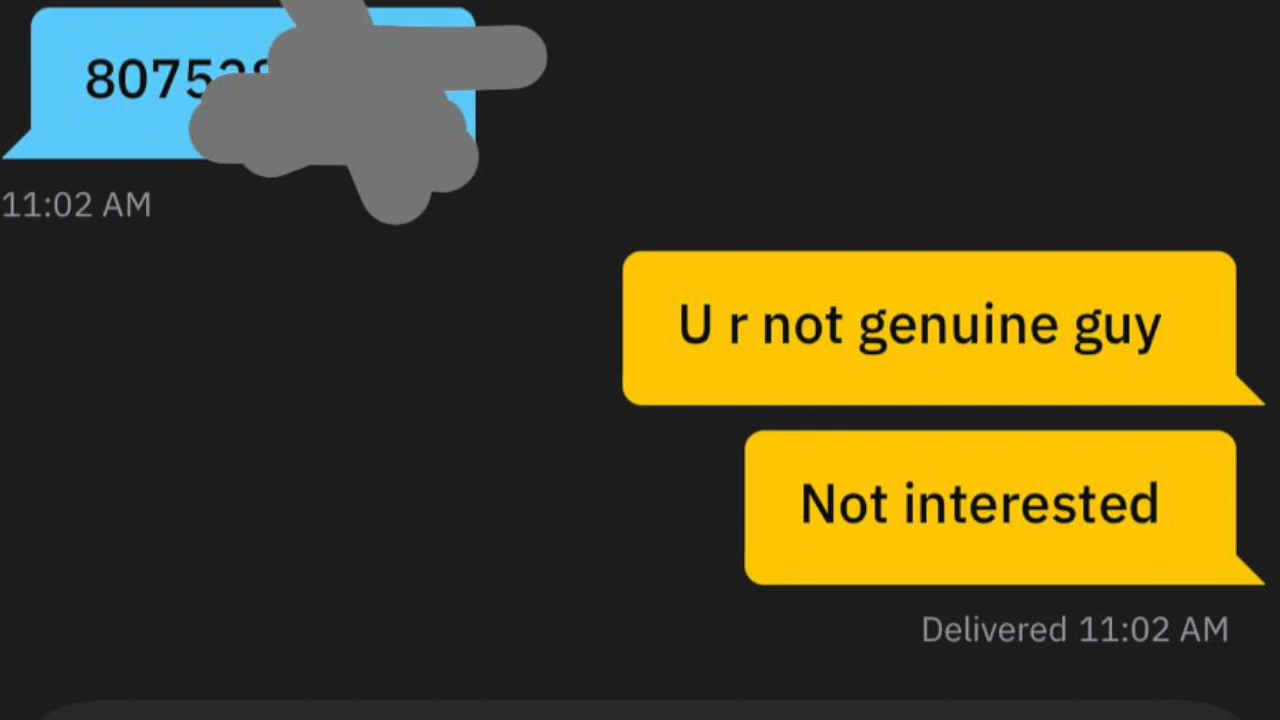 8075
11:02 AM
U r not genuine guy
Not interested
Delivered 11:02 AM